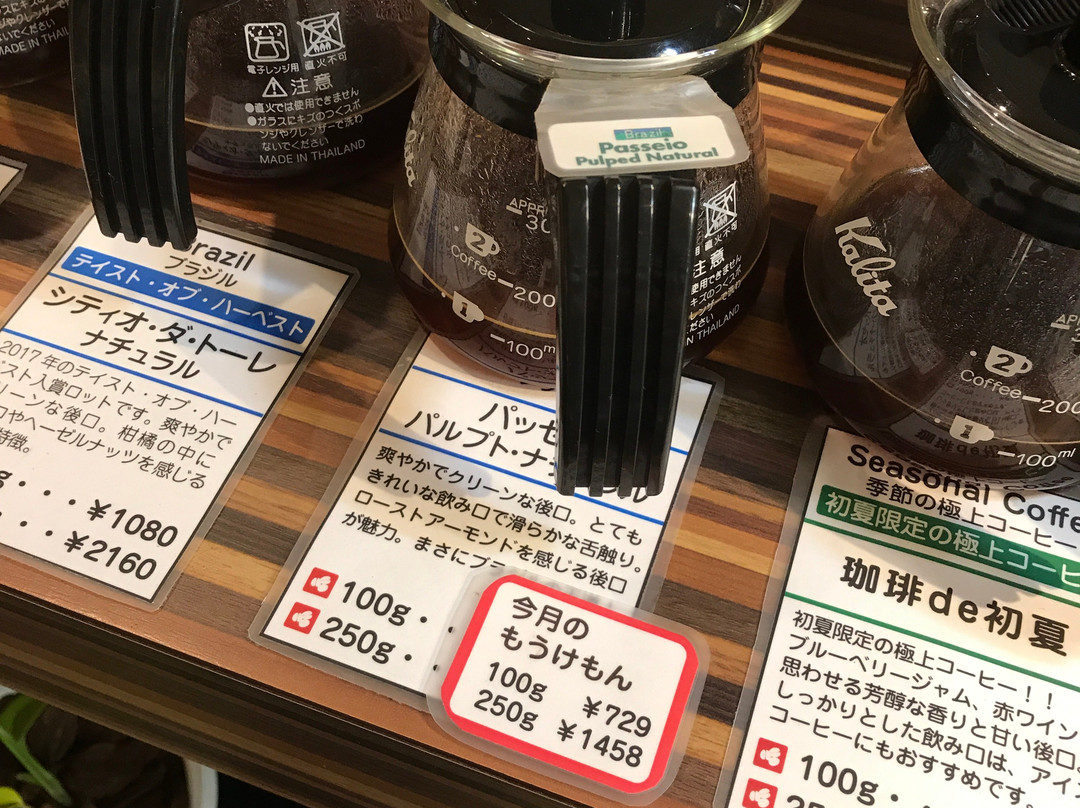 電子レンジ用 直火不可
注意
●直火では使用できません
●ガラスにキズのつくスポ
ンジやクレンザーで洗わ
ないでください
MADE IN THAILAND
Brazil
ブラジル
テイスト・オブ・ハーベスト
シティオ・ダ・トーレ
ナチュラル
2017年のテイスト・オブ・ハー
スト入賞ロットです。爽やかで
リーンな後口。柑橘の中に
やヘーゼルナッツを感じる
特徴。
g・・・・¥1080
・・・¥2160
Brazil
Passeio
Pulped Natural
2
Coffee
200
1
100ml
直火不可
注意
MADE IN THAILAND
パッセ
パルプト・ナ
爽やかでクリーンな後口。とても
きれいな飲み口で滑らかな舌触り。
ローストアーモンドを感じる後口
が魅力。まさにブ
100g・・
250g・・
今月の
もうけもん
100g ¥729
250g ¥1458
Kalita
2
Coffee
200
1
100ml
Seasonal Coffe
季節の極上コーヒー
初夏限定の極上コーヒ
珈琲de初夏
初夏限定の極上コーヒー！！
ブルーベリージャム、赤ワイン
思わせる芳醇な香りと甘い後口。
しっかりとした飲み口は、アイ
コーヒーにもおすすめです。
100g・